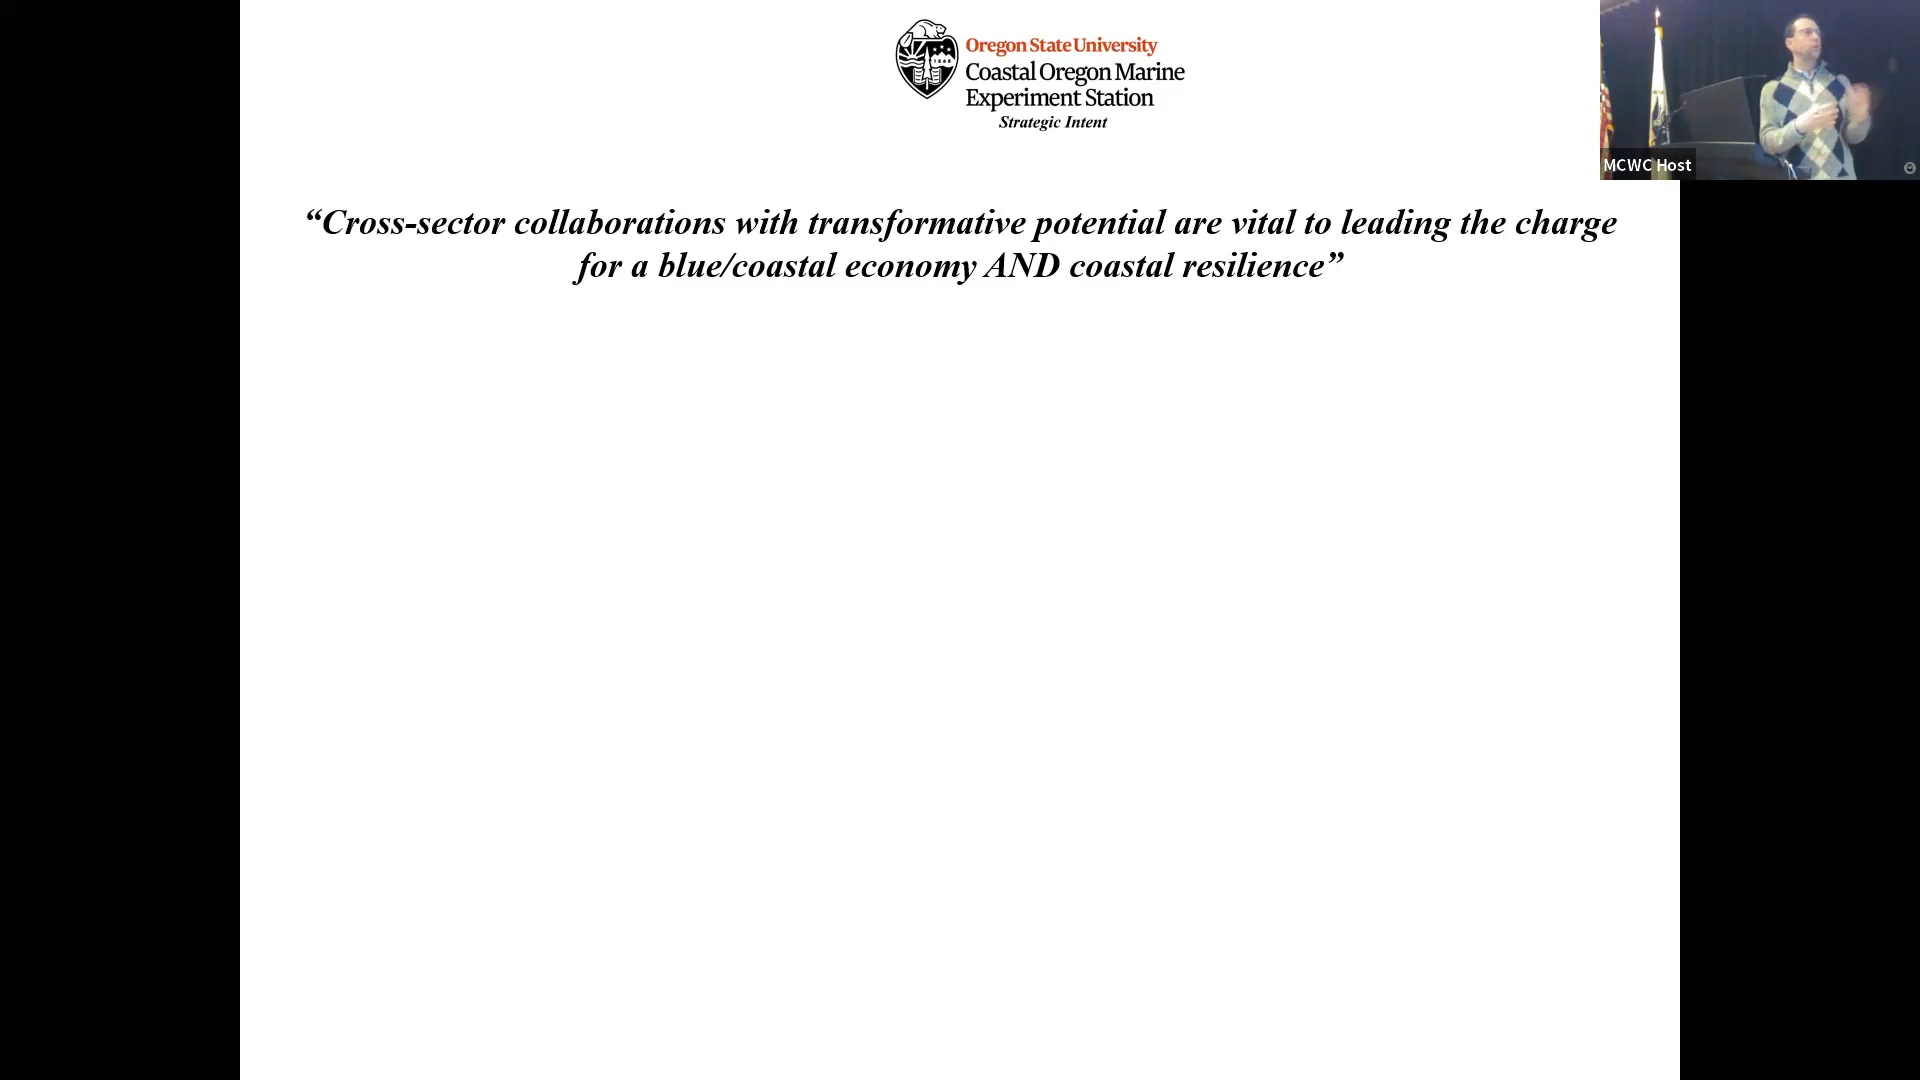 Oregon State University
Coastal Oregon Marine
Experiment Station
Strategic Intent
MCWC Host
“Cross-sector collaborations with transformative potential are vital to leading the charge
for a blue/coastal economy AND coastal resilience”
1868